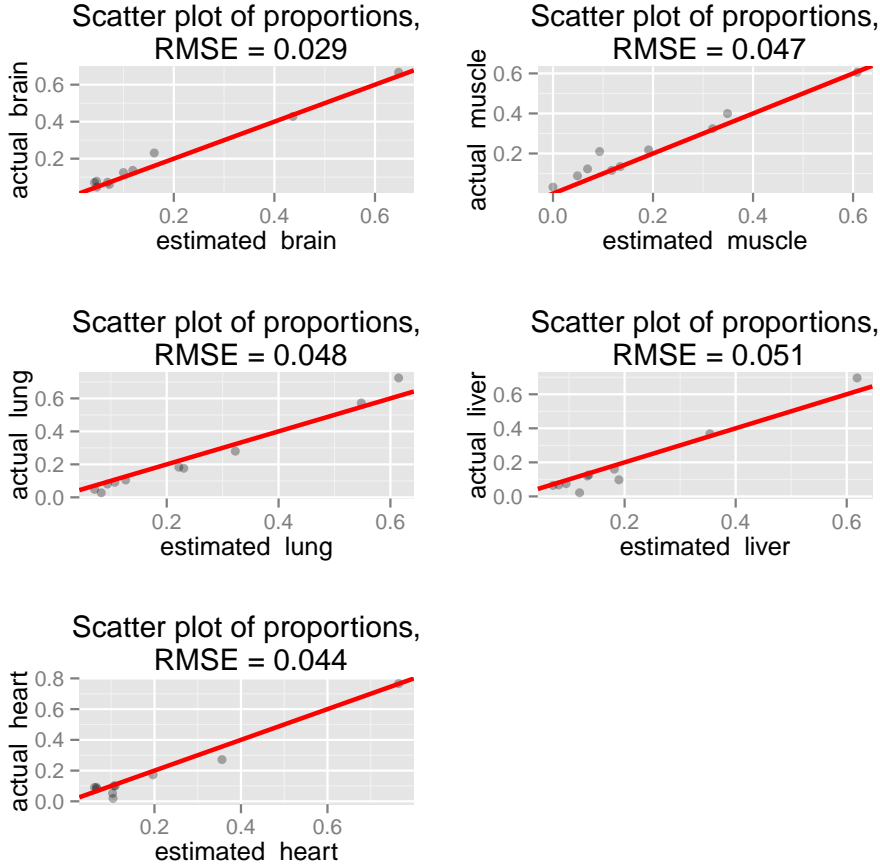 Scatter plot of proportions,
RMSE = 0.029
actual brain
0.6
0.4
0.2
0.2
0.4
0.6
estimated brain
Scatter plot of proportions,
RMSE = 0.047
actual muscle
0.6
0.4
0.2
0.0
0.2
0.4
0.6
estimated muscle
Scatter plot of proportions,
RMSE = 0.048
actual lung
0.6
0.4
0.2
0.0
0.2
0.4
0.6
estimated lung
Scatter plot of proportions,
RMSE = 0.051
actual liver
0.6
0.4
0.2
0.0
0.2
0.4
0.6
estimated liver
Scatter plot of proportions,
RMSE = 0.044
actual heart
0.8
0.6
0.4
0.2
0.0
0.2
0.4
0.6
estimated heart